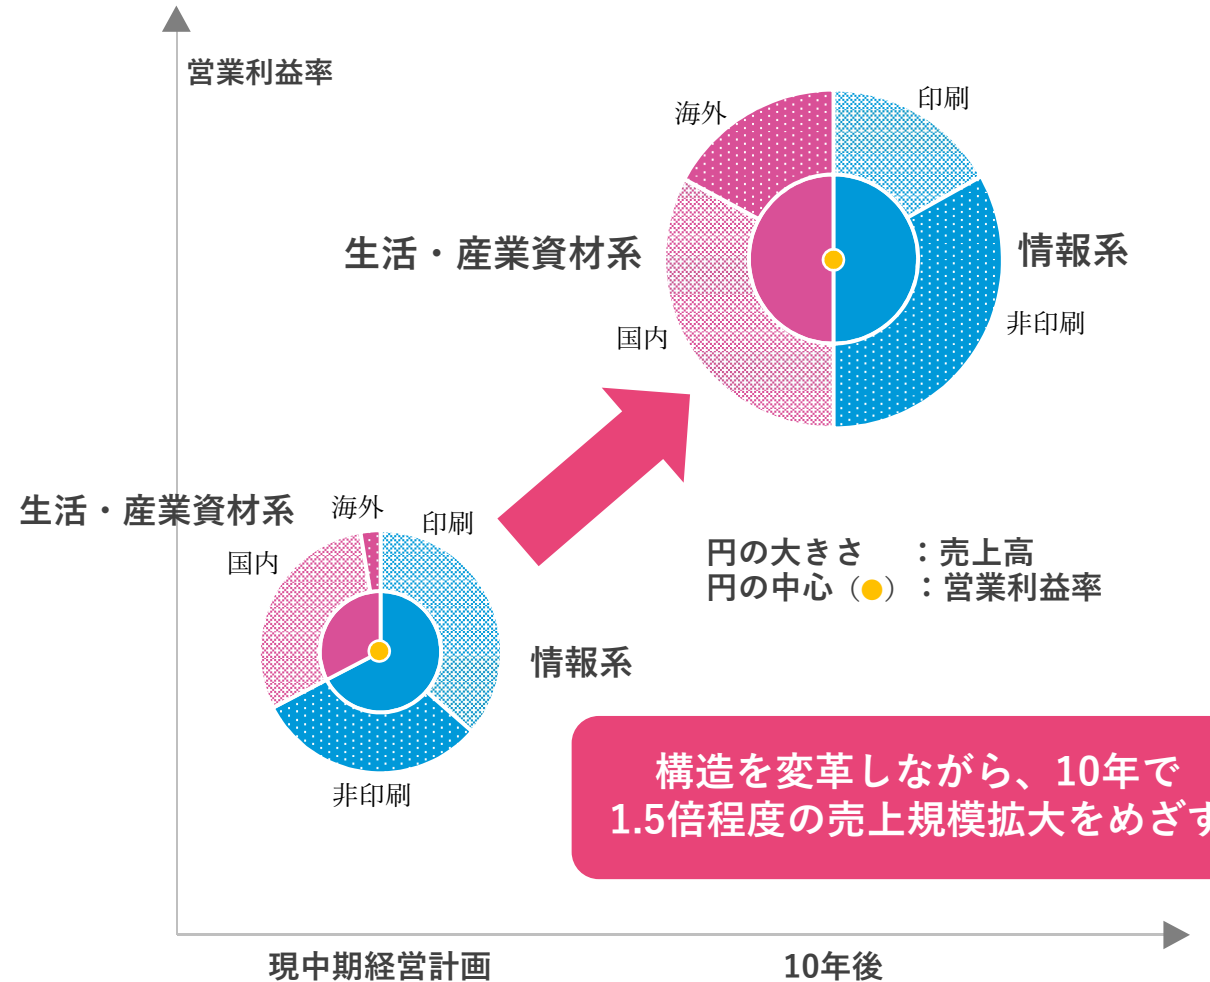 営業利益率
海外
印刷
生活・産業資材系
情報系
国内
非印刷
生活・産業資材系
海外
印刷
国内
情報系
非印刷
円の大きさ ：売上高
円の中心（ ）：営業利益率
構造を変革しながら、10年で
1.5倍程度の売上規模拡大をめざす
現中期経営計画
10年後